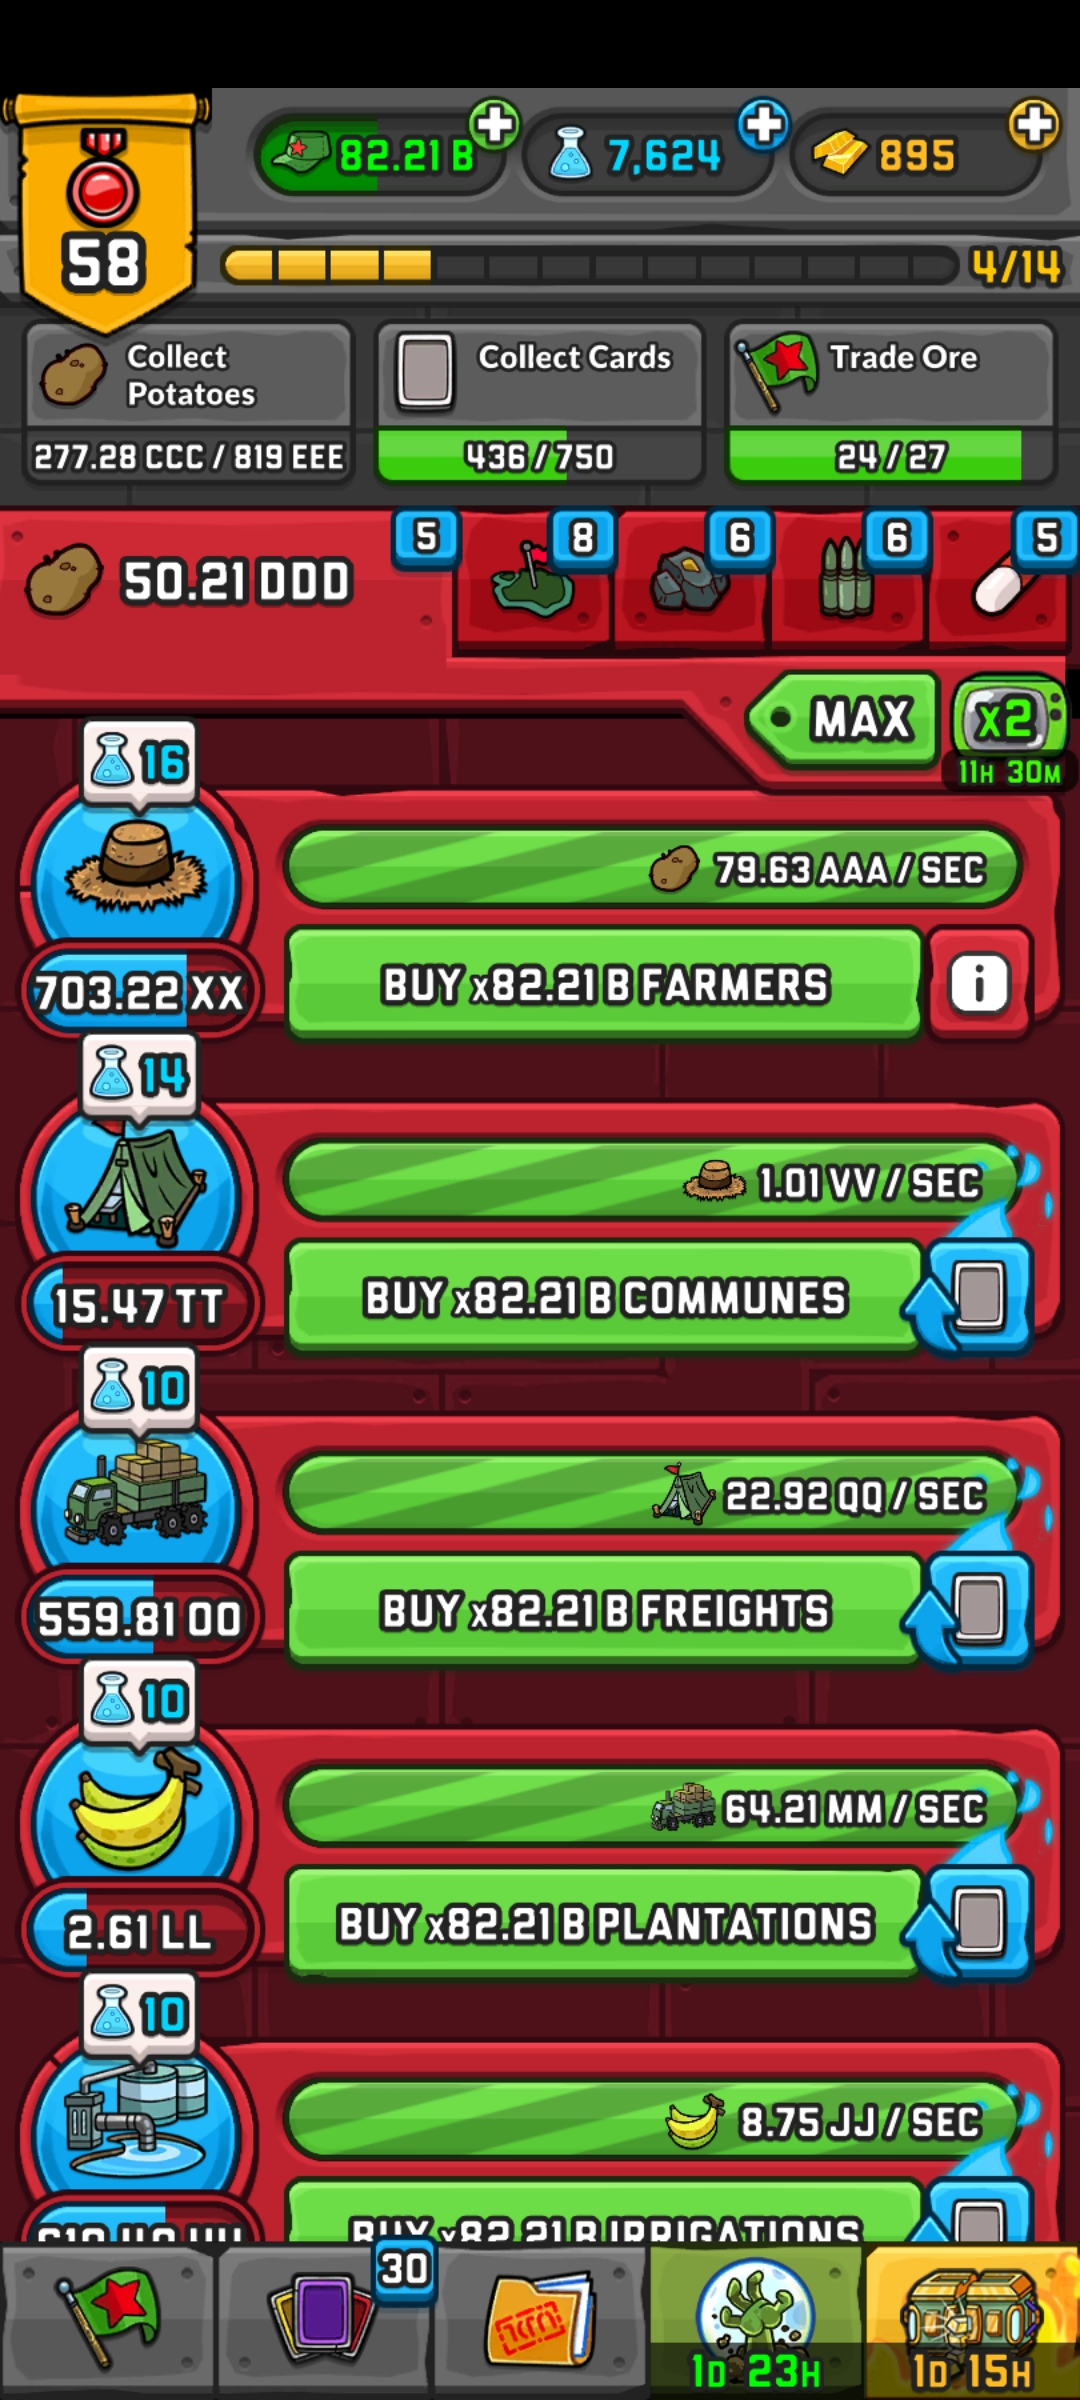 58
82.21 B
7,624
895
4/14
Collect
Potatoes
277.28 CCC / 819 EEE
Collect Cards
436/750
Trade Ore
24/27
50.21 DDD
5
8
6
6
5
MAX
x2
11H 30M
16
79.63 AAA / SEC
703.22 XX
BUY x82.21 B FARMERS
i
14
1.01 VV / SEC
15.47 TT
BUY x82.21 B COMMUNES
10
22.92 QQ / SEC
559.81 OO
BUY x82.21 B FREIGHTS
10
64.21 MM / SEC
2.61 LL
BUY x82.21 B PLANTATIONS
10
8.75 JJ / SEC
BUY x82.21 B IRRIGATIONS
30
1D 23H
1D 15H